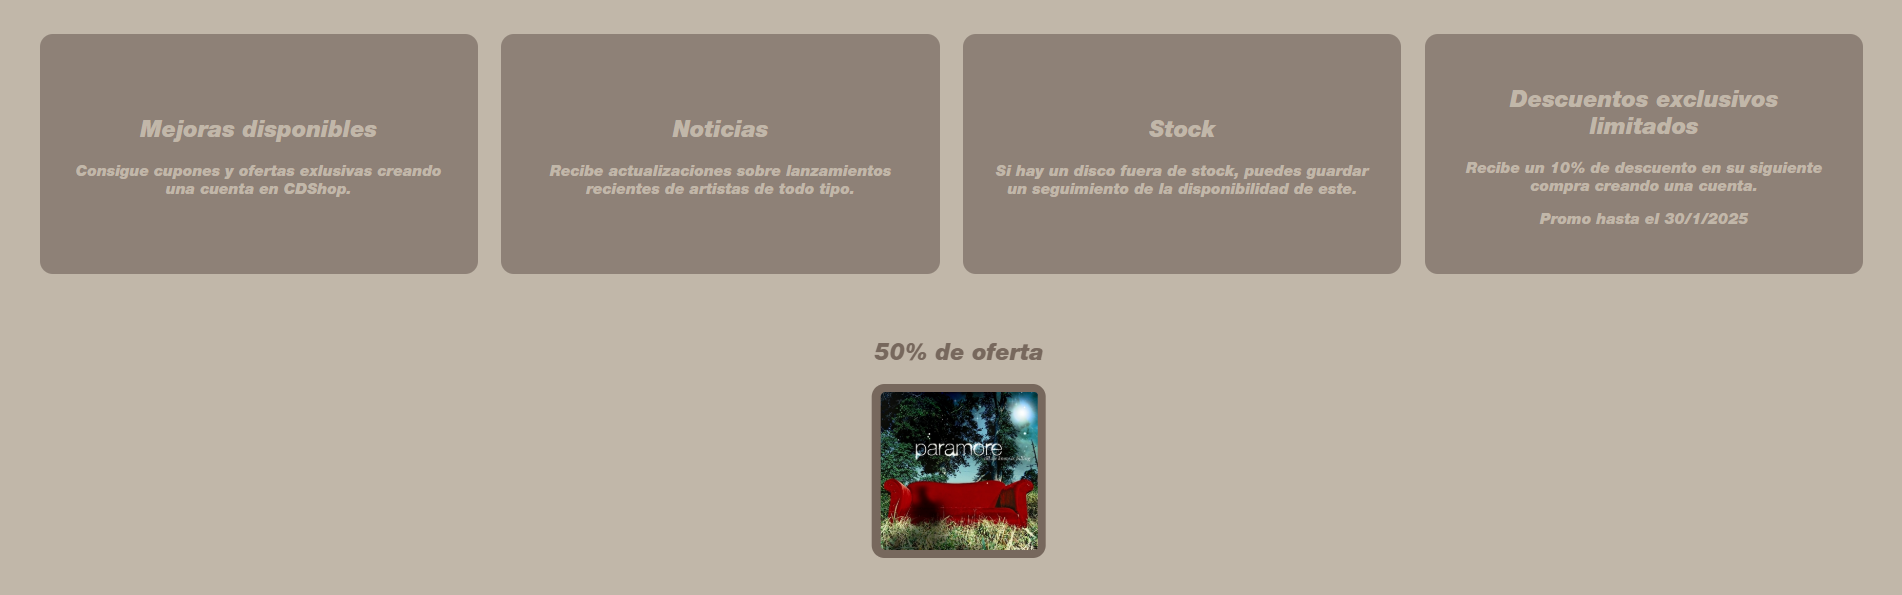 Mejoras disponibles
Consigue cupones y ofertas exlusivas creando
una cuenta en CDShop.
Noticias
Recibe actualizaciones sobre lanzamientos
recientes de artistas de todo tipo.
Stock
Si hay un disco fuera de stock, puedes guardar
un seguimiento de la disponibilidad de este.
Descuentos exclusivos
limitados
Recibe un 10% de descuento en su siguiente
compra creando una cuenta.
Promo hasta el 30/1/2025
50% de oferta
paramore